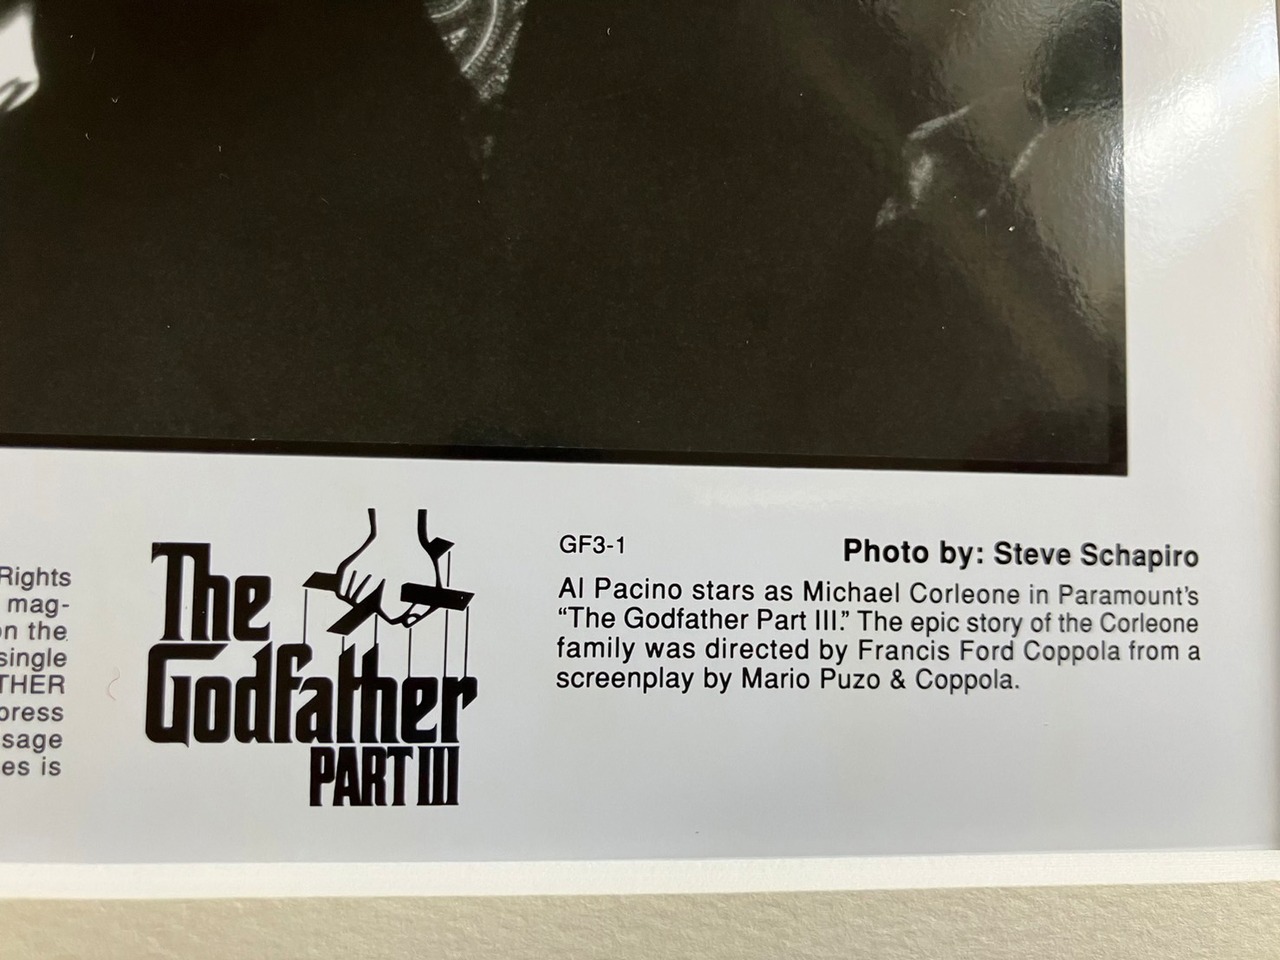 Rights
mag-
on the
single
THER
press
sage
es is
The
Godfather
PART III
GF3-1
Photo by: Steve Schapiro
Al Pacino stars as Michael Corleone in Paramount's
“The Godfather Part III.” The epic story of the Corleone
family was directed by Francis Ford Coppola from a
screenplay by Mario Puzo & Coppola.